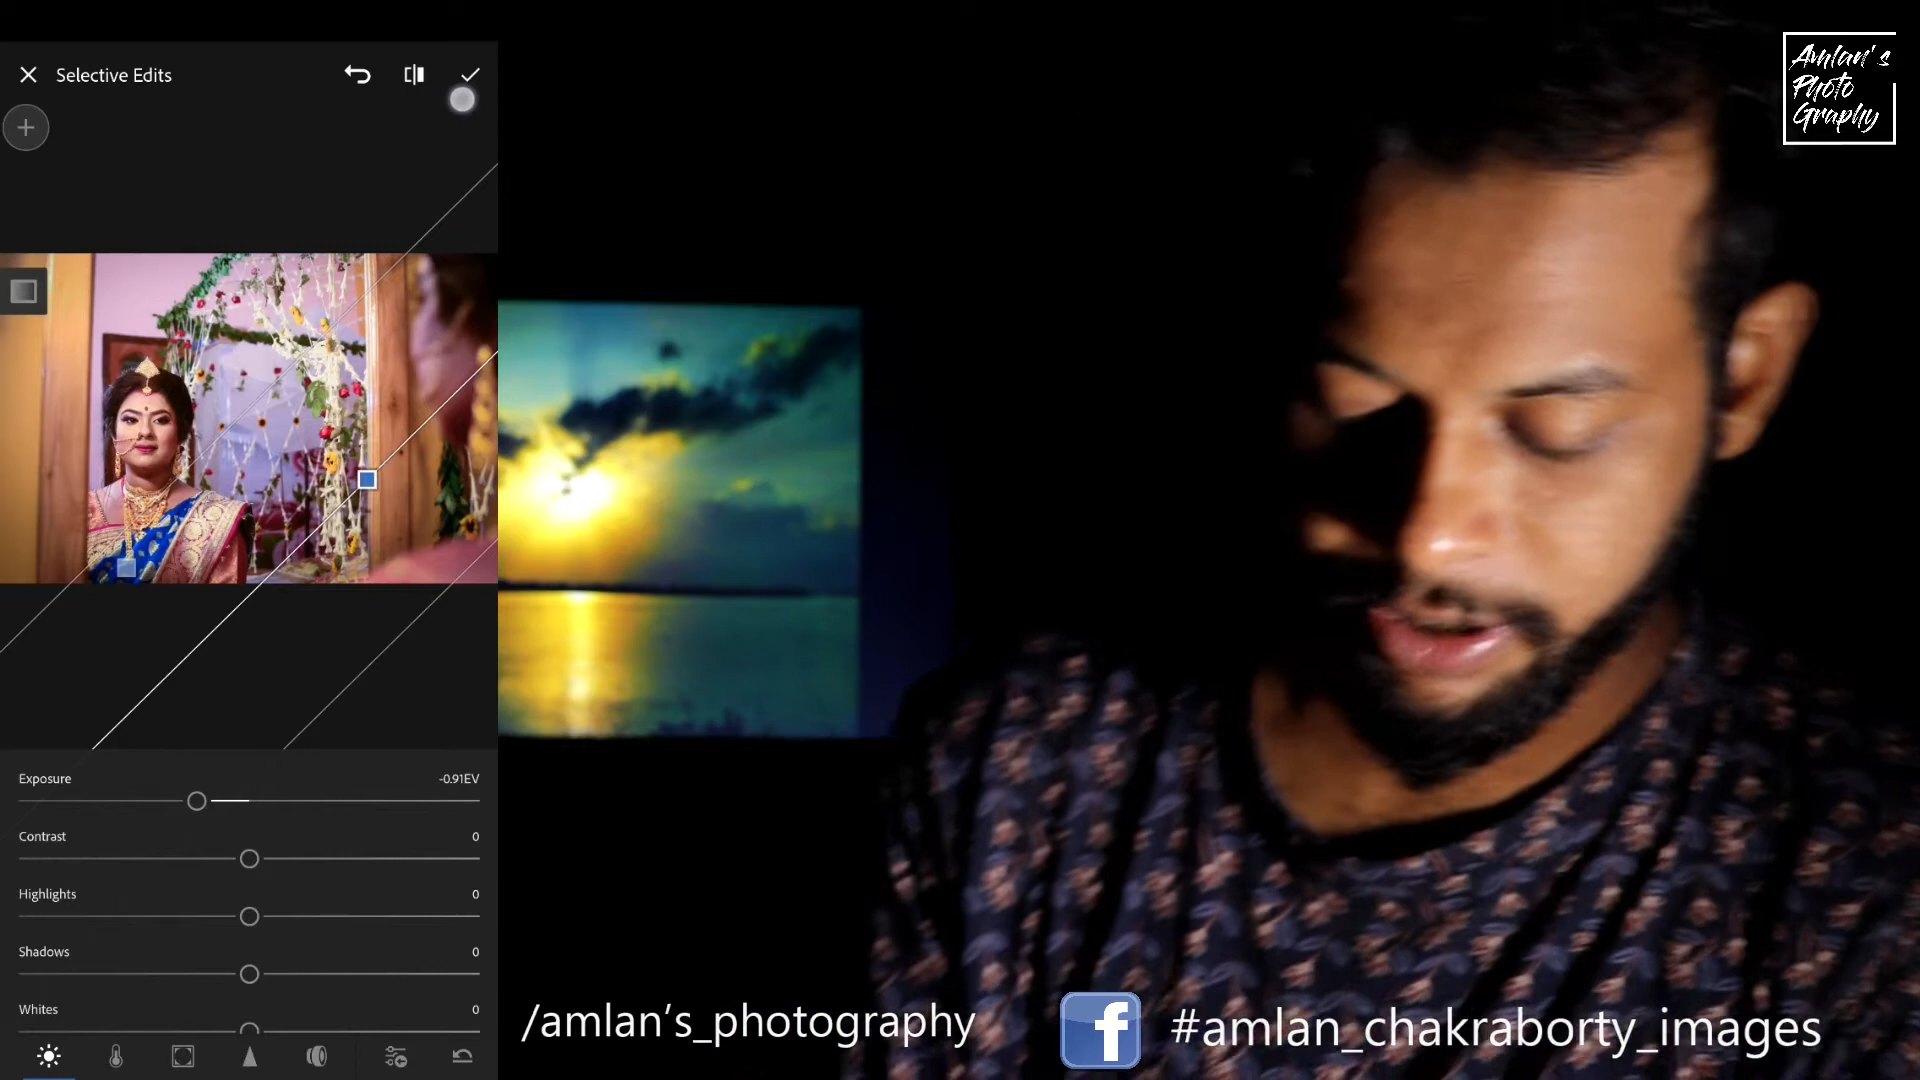 Selective Edits
Amlan's
Photo
Graphy
Exposure -0.91EV
Contrast 0
Highlights 0
Shadows 0
Whites 0
/amlan's_photography
f #amlan_chakraborty_images